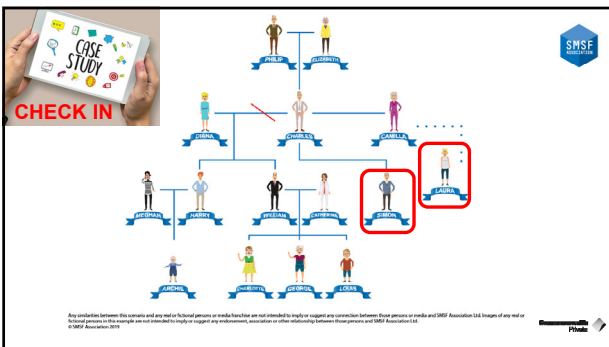 CASE
STUDY
CHECK IN
SMSF
ASSOCIATION
PHILIP
ELIZABETH
DIANA
CHARLES
CAMILLA
LAURA
MEGHAN
HARRY
WILLIAM
CATHERINE
SIMON
ARCHIE
CHARLOTTE
GEORGE
LOUIS
Any similarities between this scenario and any real or fictional persons or media franchise are not intended to imply or suggest any connection between those persons or media and SMSF Association Ltd. Images of any real or
fictional persons in this example are not intended to imply or suggest any endorsement, association or other relationship between those persons and SMSF Association Ltd.
© SMSF Association 2019
Commonwealth
Private